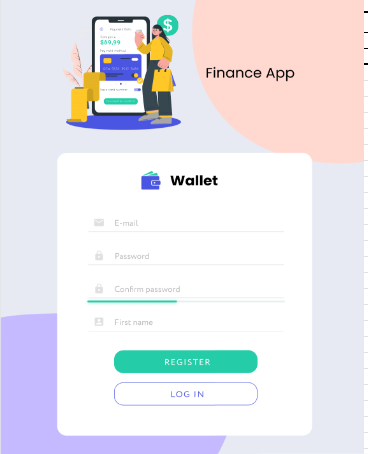 $
$59,99
Finance App
Wallet
E-mail
Password
Confirm password
First name
REGISTER
LOG IN